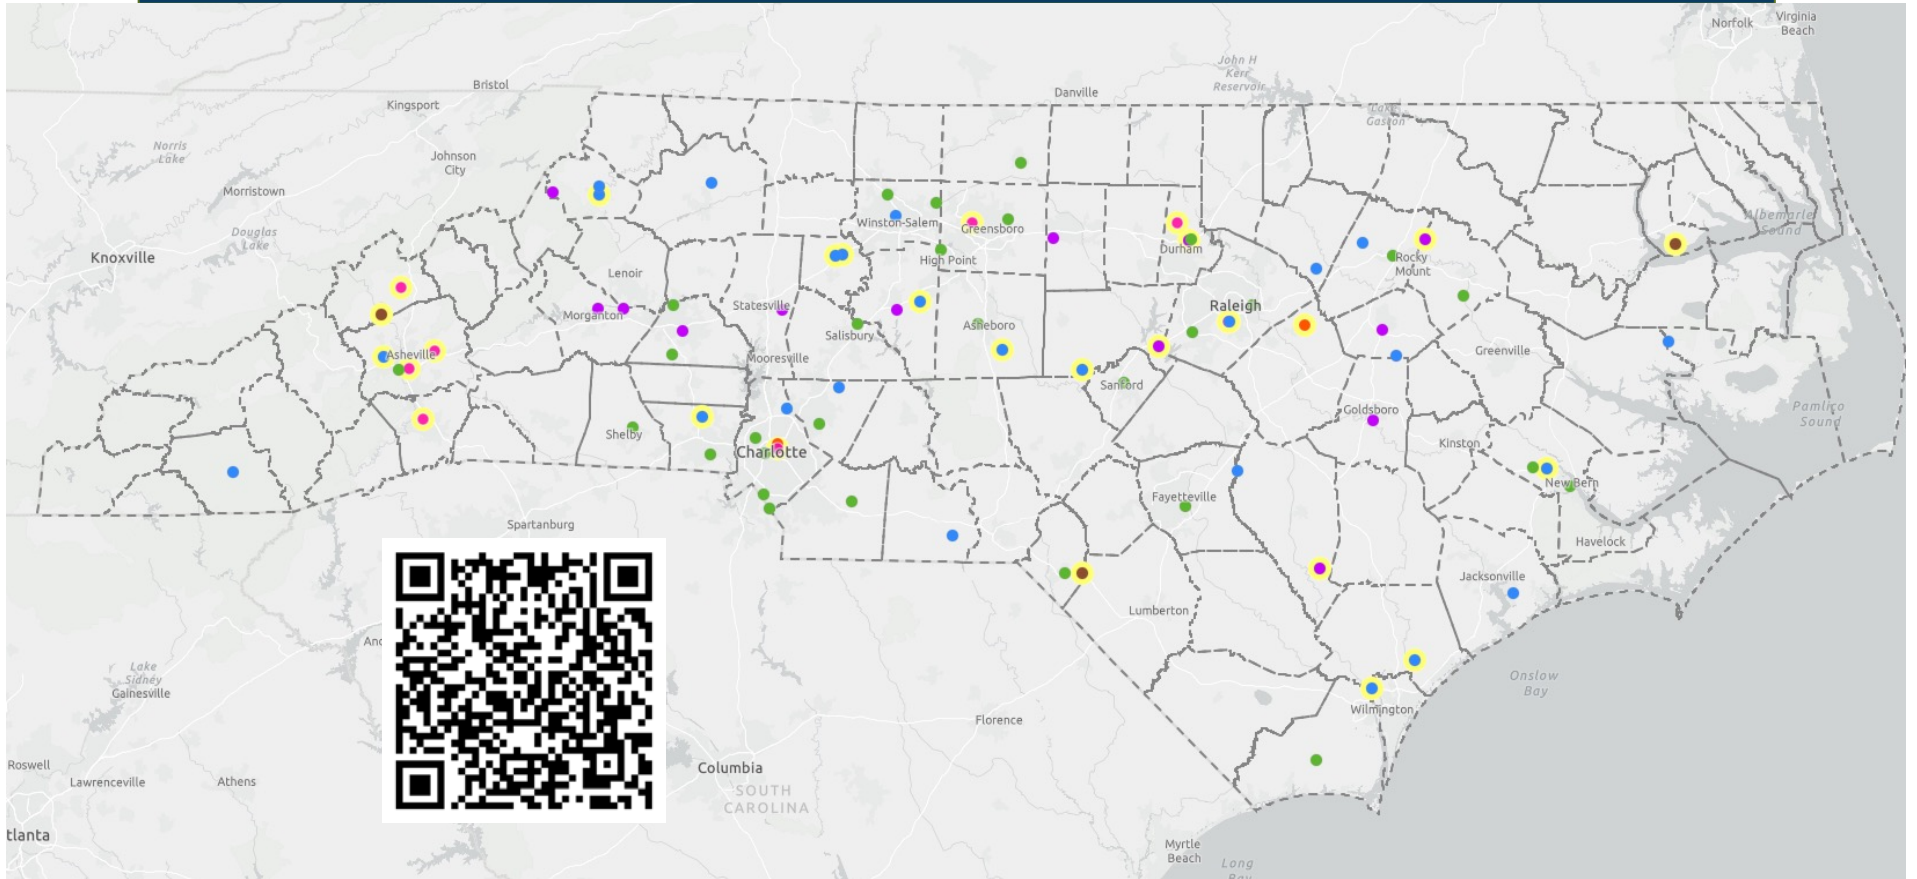 Norfolk
Virginia
Beach
John H
Kerr
Reservoir
Bristol
Danville
Kingsport
Lake
Gaston
Norris
Lake
Johnson
City
Morristown
Winston-Salem
Greensboro
Albemarle
Sound
Douglas
Lake
Knoxville
Durham
High Point
Rocky
Mount
Lenoir
Statesville
Raleigh
Morganton
Salisbury
Asheboro
Asheville
Mooresville
Greenville
Sanford
Goldsboro
Pamlico
Sound
Shelby
Charlotte
Kinston
New Bern
Fayetteville
Spartanburg
Havelock
Jacksonville
Lumberton
And
Lake
Sidney
Gainesville
Onslow
Bay
Wilmington
Florence
Roswell
Lawrenceville
Athens
Columbia
SOUTH
CAROLINA
tlanta
Myrtle
Beach
Long
Bay